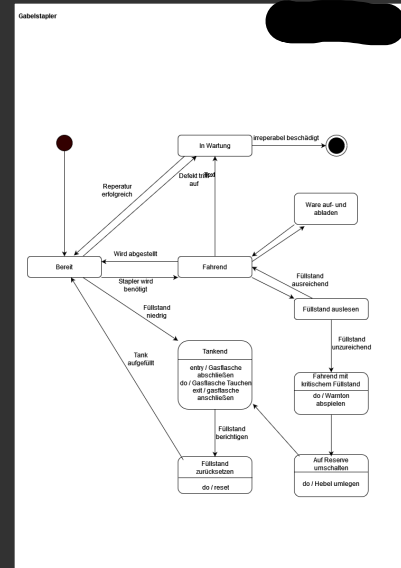 Gabelstapler
In Wartung
irreperabel beschädigt
Reperatur
erfolgreich
Defekt tritt
auf
Ware auf- und
abladen
Wird abgestellt
Bereit
Fahrend
Stapler wird
benötigt
Füllstand
ausreichend
Füllstand auslesen
Füllstand
niedrig
Füllstand
unzureichend
Tank
aufgefüllt
Tankend
entry / Gasflasche
abschließen
do / Gasflasche Tauchen
exit / gasflasche
anschließen
Fahrend mit
kritischem Füllstand
do / Warnton
abspielen
Füllstand
berichtigen
Füllstand
zurücksetzen
do / reset
Auf Reserve
umschalten
do / Hebel umlegen